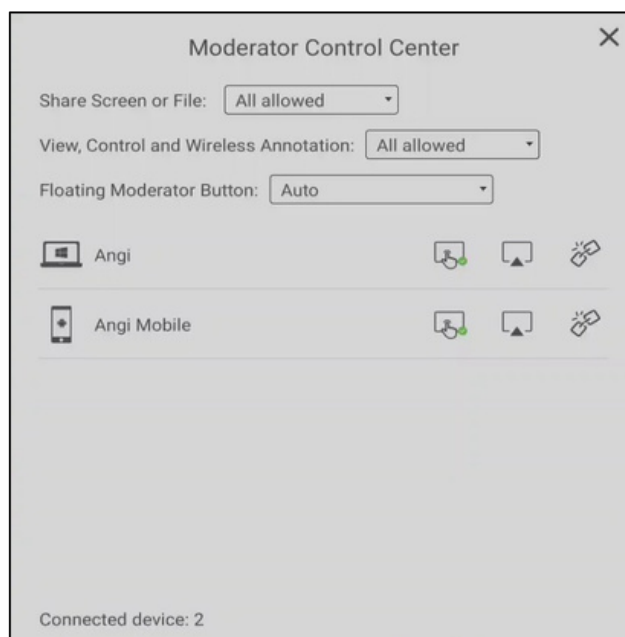 Moderator Control Center
Share Screen or File: All allowed
View, Control and Wireless Annotation: All allowed
Floating Moderator Button: Auto
Angi
Angi Mobile
Connected device: 2